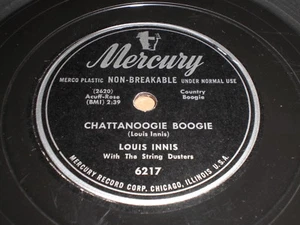 Mercury
MERCO PLASTIC NON-BREAKABLE UNDER NORMAL USE
(2620) Country
Acuff-Rose Boogie
(BMI) 2:39
CHATTANOOGIE BOOGIE
(Louis Innis)
LOUIS INNIS
With The String Dusters
6217
MERCURY RECORD CORP. CHICAGO, ILLINOIS U.S.A.